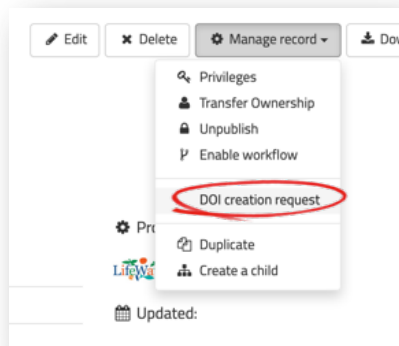 Edit
Delete
Manage record
Privileges
Transfer Ownership
Unpublish
Enable workflow
DOI creation request
Duplicate
Create a child
Updated: